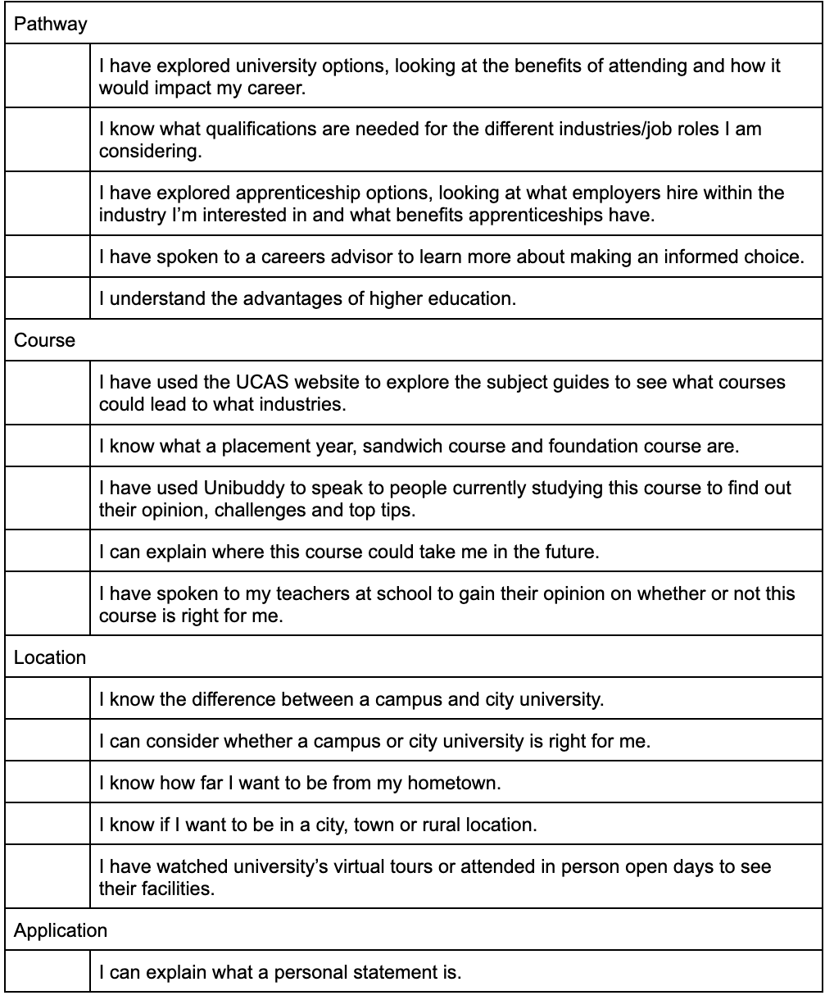 Pathway
I have explored university options, looking at the benefits of attending and how it
would impact my career.
I know what qualifications are needed for the different industries/job roles I am
considering.
I have explored apprenticeship options, looking at what employers hire within the
industry I’m interested in and what benefits apprenticeships have.
I have spoken to a careers advisor to learn more about making an informed choice.
I understand the advantages of higher education.
Course
I have used the UCAS website to explore the subject guides to see what courses
could lead to what industries.
I know what a placement year, sandwich course and foundation course are.
I have used Unibuddy to speak to people currently studying this course to find out
their opinion, challenges and top tips.
I can explain where this course could take me in the future.
I have spoken to my teachers at school to gain their opinion on whether or not this
course is right for me.
Location
I know the difference between a campus and city university.
I can consider whether a campus or city university is right for me.
I know how far I want to be from my hometown.
I know if I want to be in a city, town or rural location.
I have watched university’s virtual tours or attended in person open days to see
their facilities.
Application
I can explain what a personal statement is.